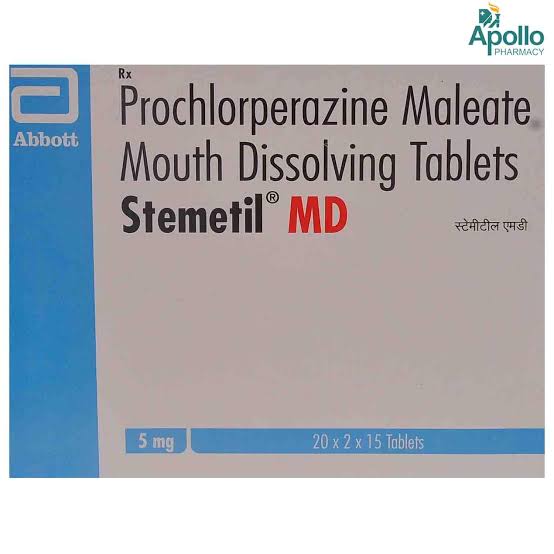 Apollo
PHARMACY
Rx
Abbott
Prochlorperazine Maleate
Mouth Dissolving Tablets
Stemetil® MD
स्टेमीटील एमडी
5 mg
20 x 2 x 15 Tablets